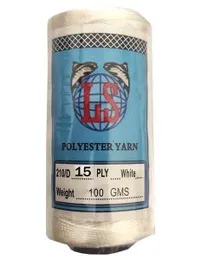 LS
POLYESTER YARN
210/D 15 PLY White
Weight 100 GMS